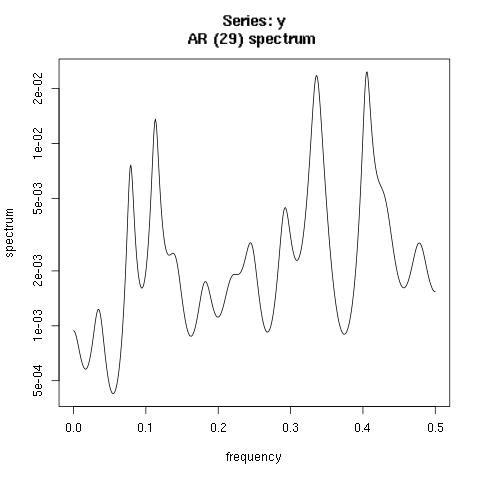 Series: y
AR (29) spectrum
spectrum
2e-02
1e-02
5e-03
2e-03
1e-03
5e-04
0.0 0.1 0.2 0.3 0.4 0.5
frequency